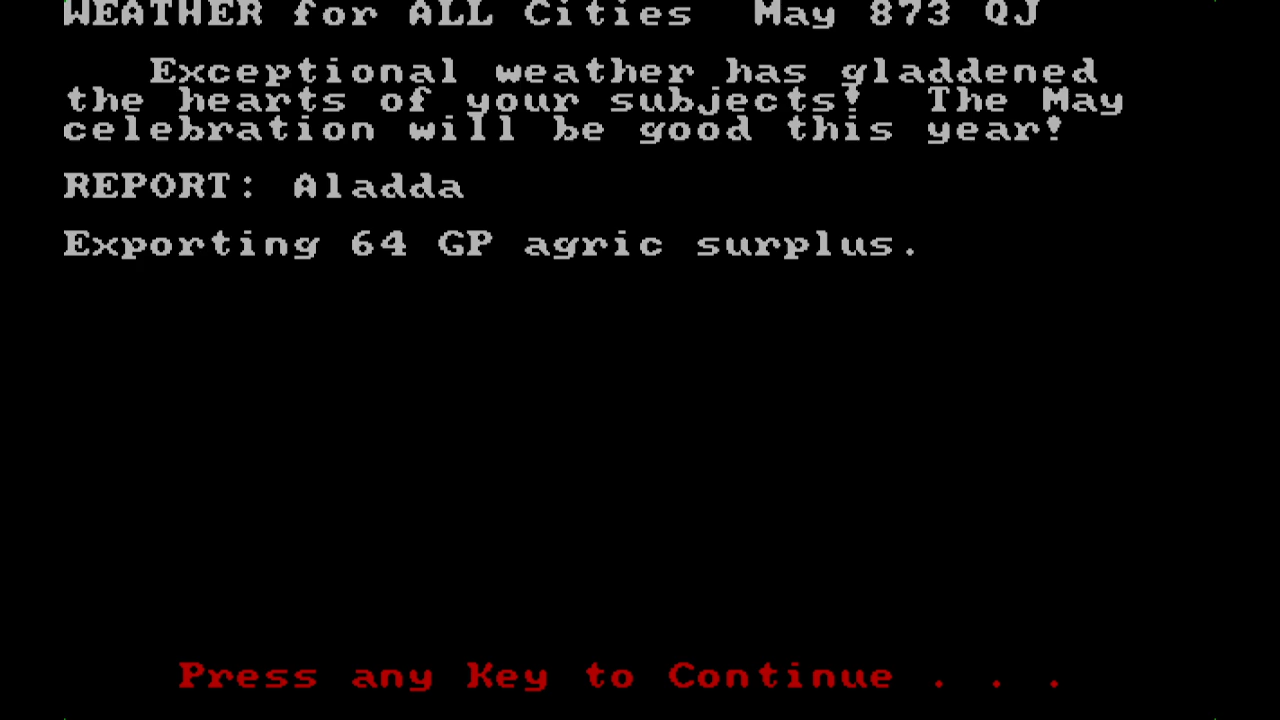 WEATHER for ALL Cities May 873 QJ
Exceptional weather has gladdened
the hearts of your subjects! The May
celebration will be good this year!
REPORT: Aladda
Exporting 64 GP agric surplus.
Press any Key to Continue . . .